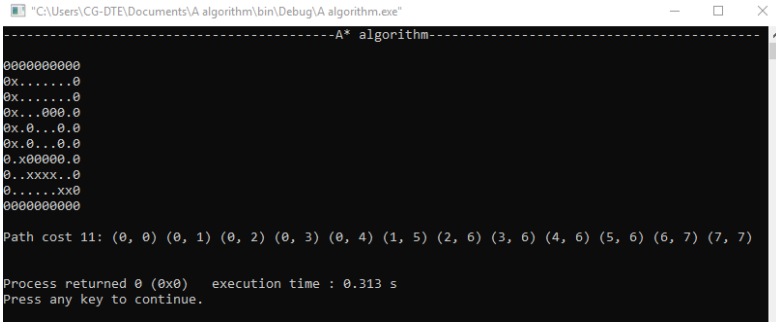 "C:\Users\CG-DTE\Documents\A algorithm\bin\Debug\A algorithm.exe"
------------------------------------------A* algorithm------------------------------------------
0000000000
0x.......0
0x.......0
0x...000.0
0x.0...0.0
0x.0...0.0
0.x00000.0
0..xxxx..0
0......xx0
0000000000
Path cost 11: (0, 0) (0, 1) (0, 2) (0, 3) (0, 4) (1, 5) (2, 6) (3, 6) (4, 6) (5, 6) (6, 7) (7, 7)
Process returned 0 (0x0)   execution time : 0.313 s
Press any key to continue.